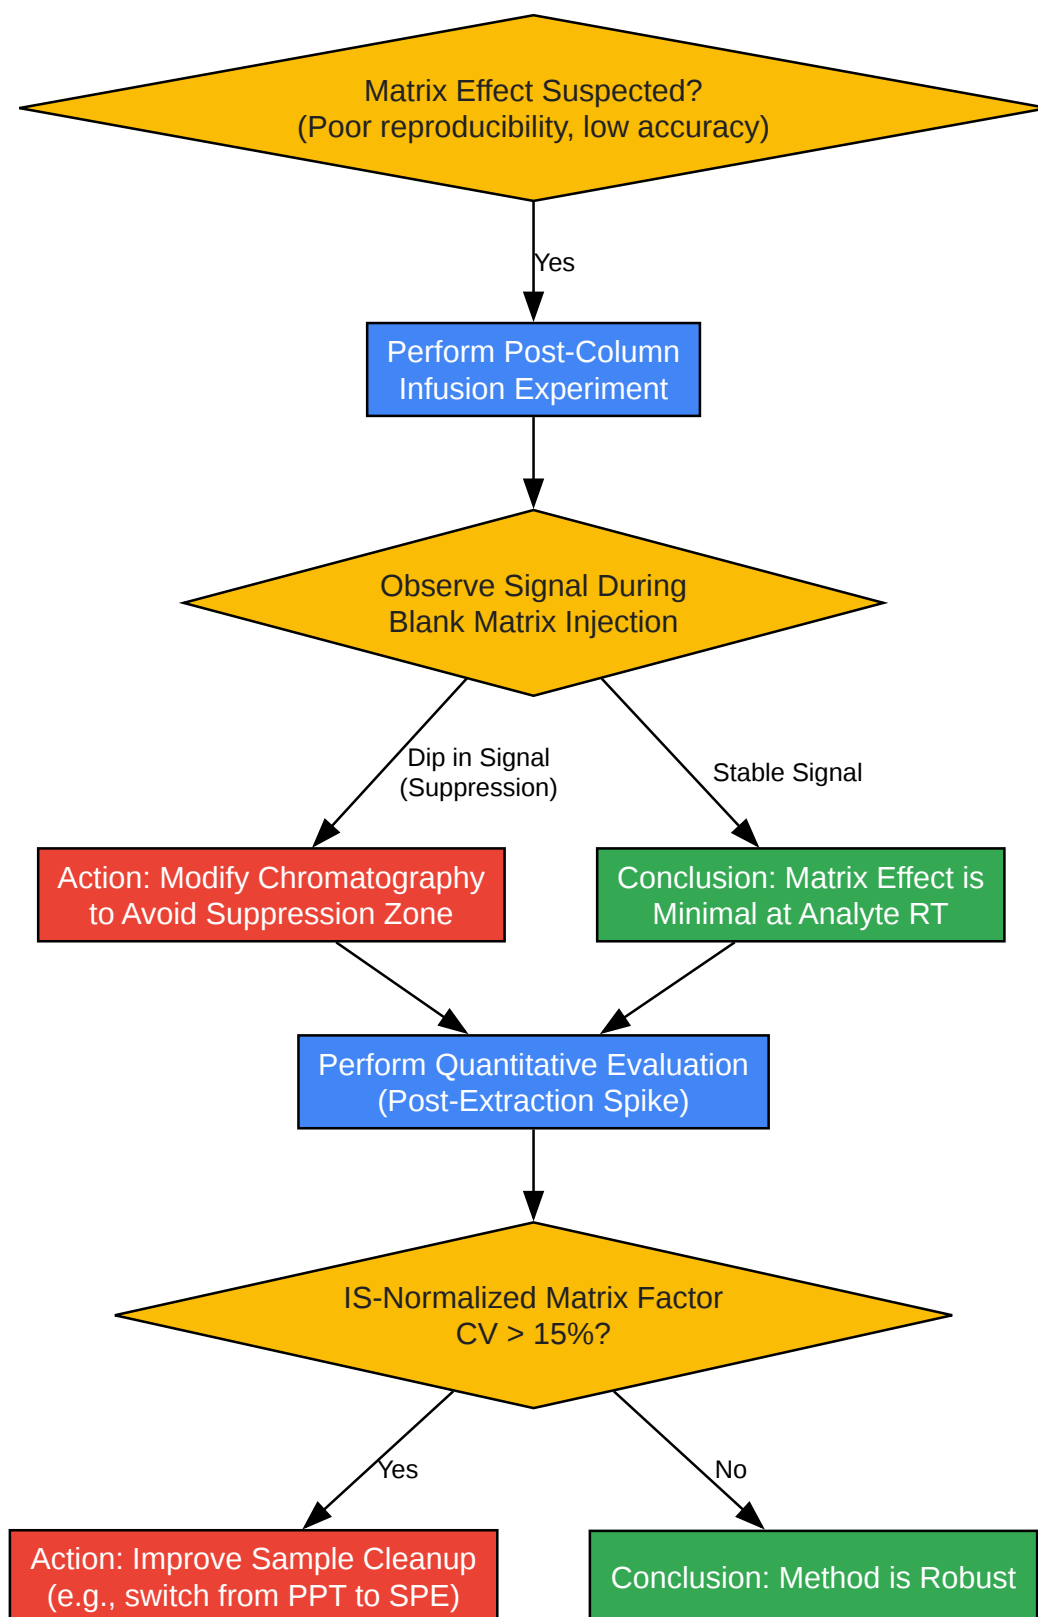 Matrix Effect Suspected?
(Poor reproducibility, low accuracy)
Yes
Perform Post-Column
Infusion Experiment
Observe Signal During
Blank Matrix Injection
Dip in Signal
(Suppression)
Stable Signal
Action: Modify Chromatography
to Avoid Suppression Zone
Conclusion: Matrix Effect is
Minimal at Analyte RT
Perform Quantitative Evaluation
(Post-Extraction Spike)
IS-Normalized Matrix Factor
CV > 15%?
Yes
No
Action: Improve Sample Cleanup
(e.g., switch from PPT to SPE)
Conclusion: Method is Robust